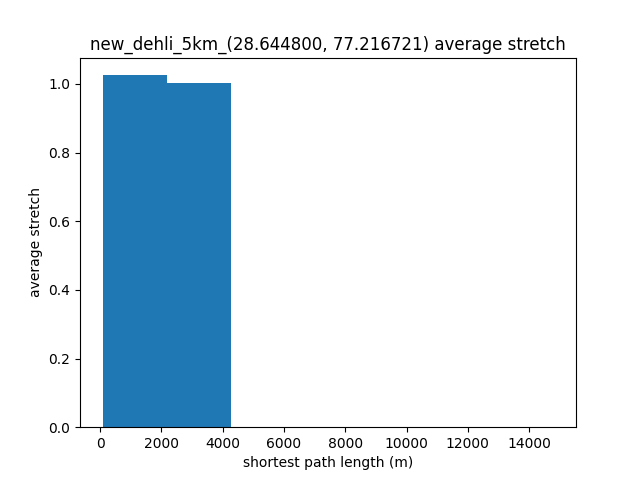 new_dehli_5km_(28.644800, 77.216721) average stretch
1.0
0.8
0.6
0.4
0.2
0.0
average stretch
0 2000 4000 6000 8000 10000 12000 14000
shortest path length (m)